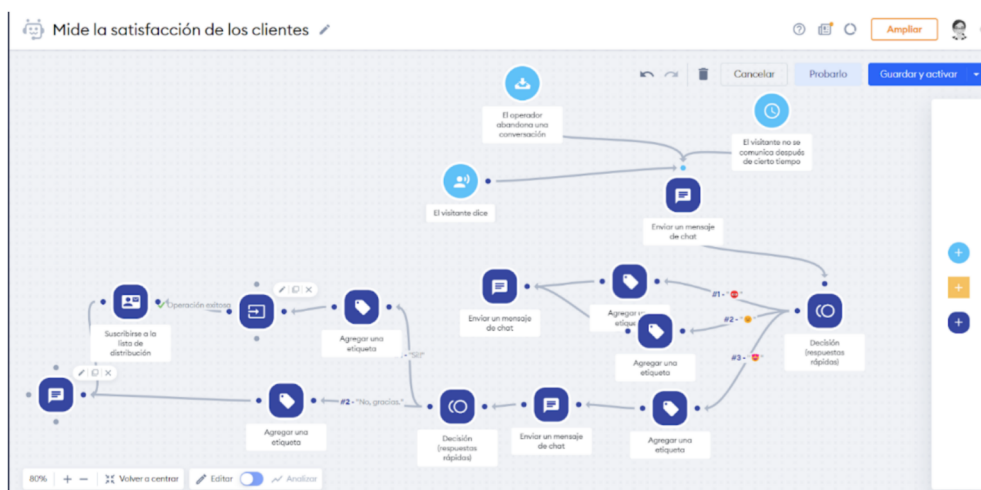 Mide la satisfacción de los clientes
Ampliar
Cancelar
Probarlo
Guardar y activar
El operador
abandona una
conversación
El visitante no se
comunica después
de cierto tiempo
El visitante dice
Enviar un mensaje
de chat
Operación exitosa
Suscribirse a la
lista de
distribución
Agregar una
etiqueta
Enviar un mensaje
de chat
Agregar
etique
#1 - "
#2 - "
#3 - "
Agregar una
etiqueta
Decisión
(respuestas
rápidas)
#2 - "No, gracias."
Agregar una
etiqueta
Decisión
(respuestas
rápidas)
Enviar un mensaje
de chat
Agregar una
etiqueta
80%
Volver a centrar
Editar
Analizar